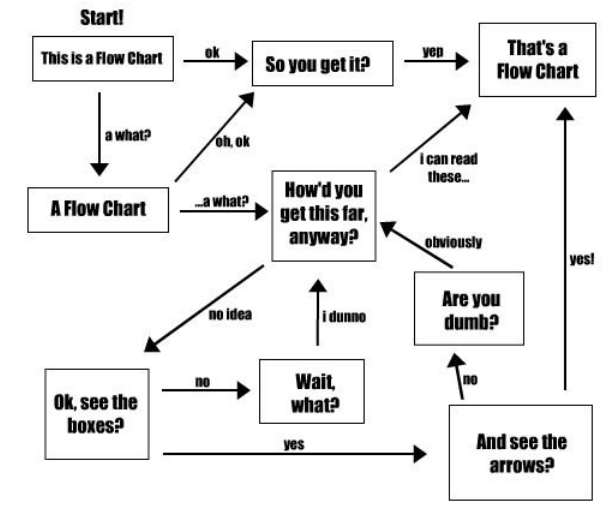 Start!
This is a Flow Chart
ok
So you get it?
yep
That's a
Flow Chart
a what?
oh, ok
i can read
these...
A Flow Chart
...a what?
How'd you
get this far,
anyway?
obviously
yes!
no idea
i dunno
Are you
dumb?
Ok, see the
boxes?
no
Wait,
what?
no
yes
And see the
arrows?